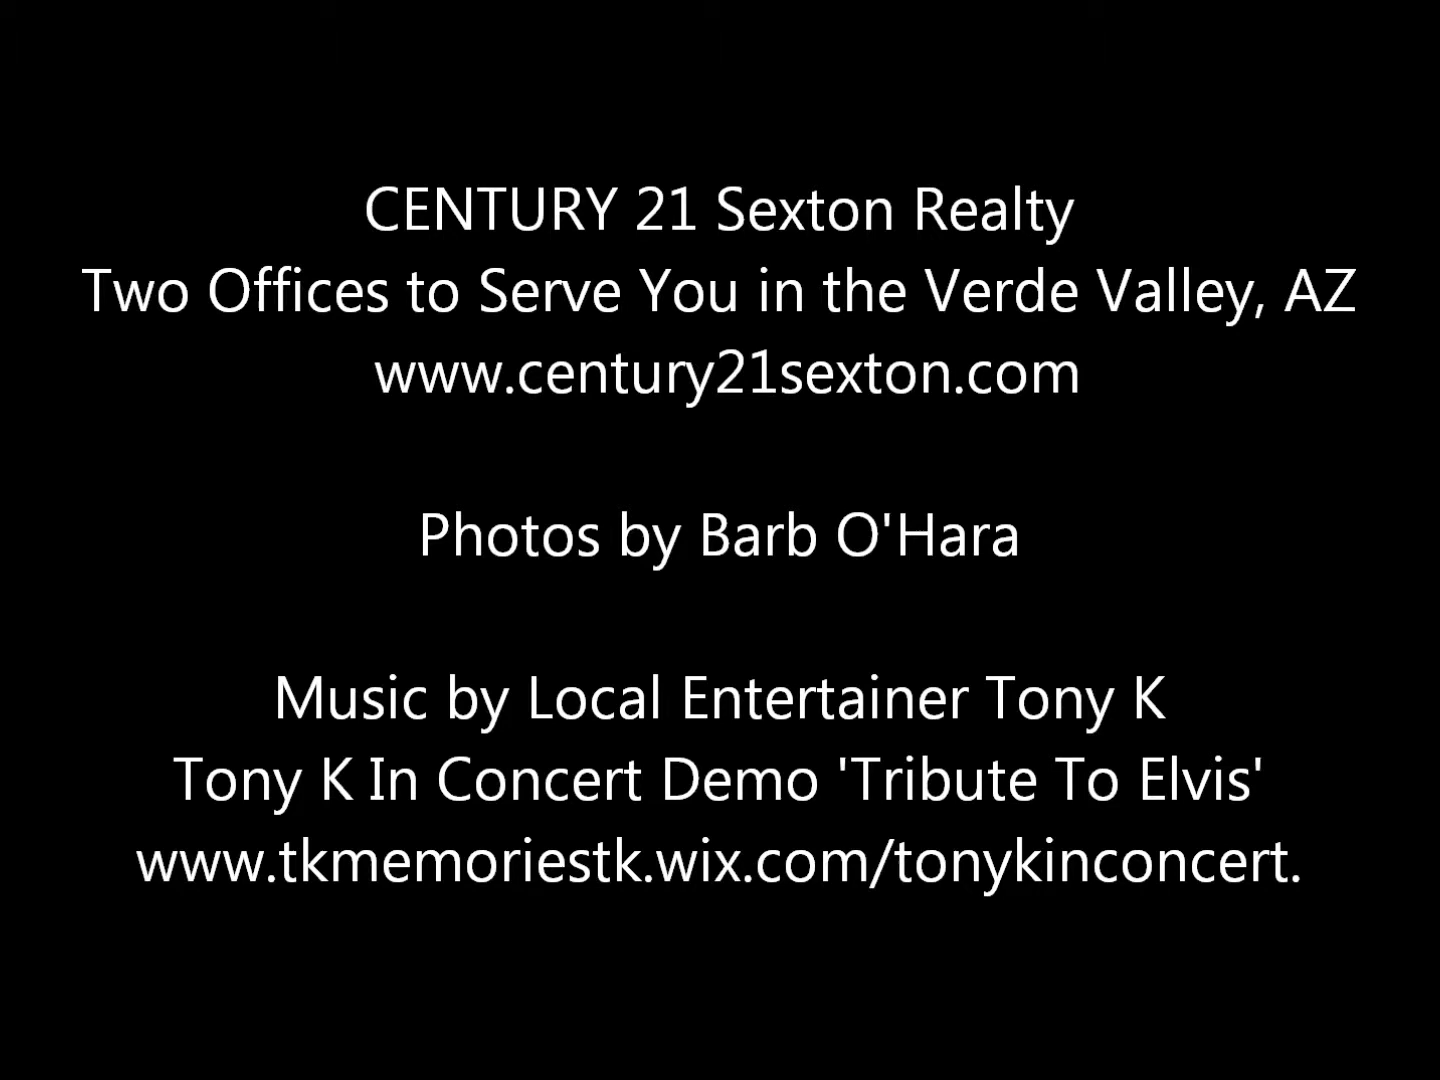 CENTURY 21 Sexton Realty
Two Offices to Serve You in the Verde Valley, AZ
www.century21sexton.com
Photos by Barb O'Hara
Music by Local Entertainer Tony K
Tony K In Concert Demo 'Tribute To Elvis'
www.tkmemoriestk.wix.com/tonykinconcert.